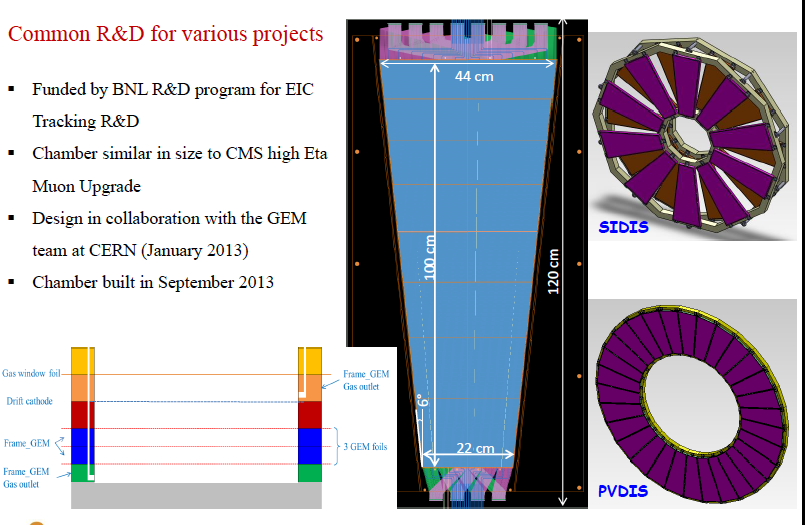 Common R&D for various projects
▪ Funded by BNL R&D program for EIC
Tracking R&D
▪ Chamber similar in size to CMS high Eta
Muon Upgrade
▪ Design in collaboration with the GEM
team at CERN (January 2013)
▪ Chamber built in September 2013
Gas window foil
Drift cathode
Frame_GEM
Frame_GEM
Gas outlet
Frame_GEM
Gas outlet
3 GEM foils
44 cm
100 cm
120 cm
6°
22 cm
SIDIS
PVDIS